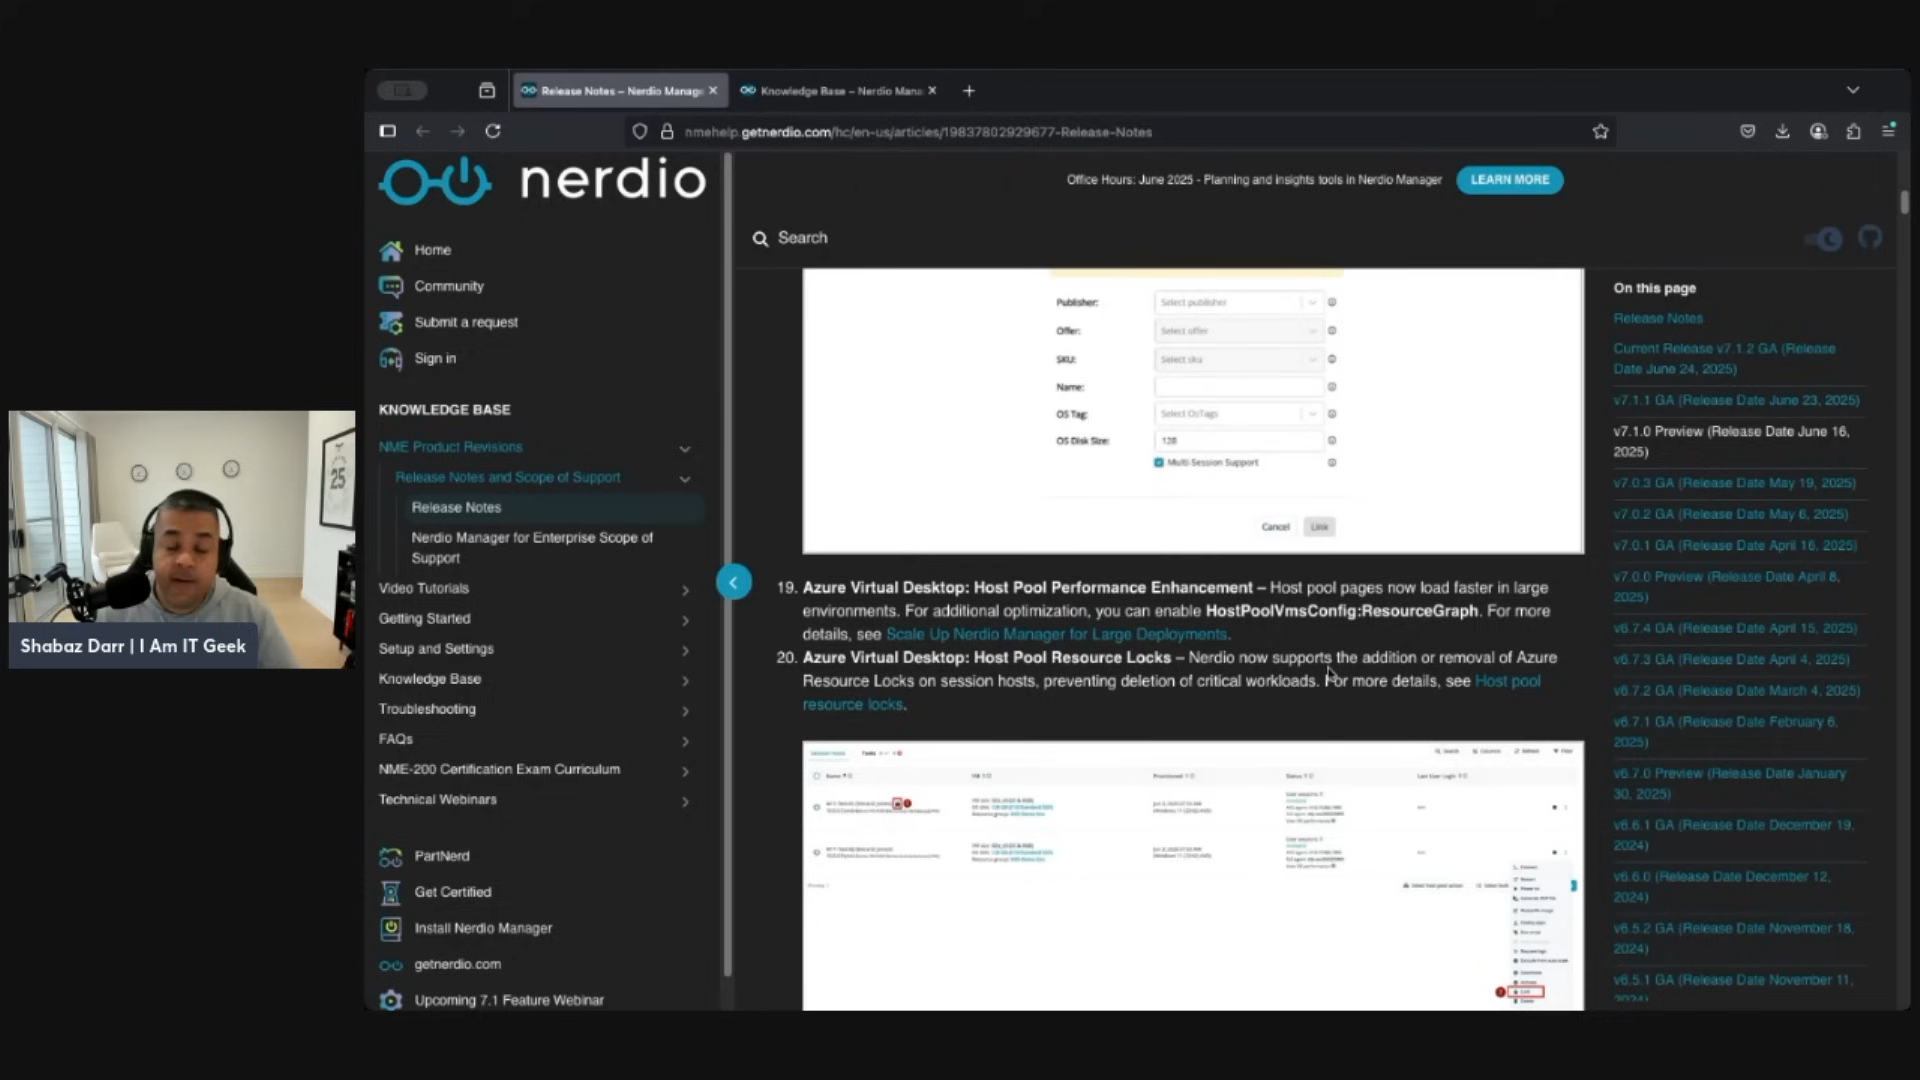 Release Notes – Nerdio Manage
Knowledge Base – Nerdio Mana
nmehelp.getnerdio.com/hc/en-us/articles/19837802929677-Release-Notes
nerdio
Office Hours: June 2025 - Planning and insights tools in Nerdio Manager
LEARN MORE
Search
Home
Community
Submit a request
Sign in
KNOWLEDGE BASE
NME Product Revisions
Release Notes and Scope of Support
Release Notes
Nerdio Manager for Enterprise Scope of
Support
Video Tutorials
Getting Started
Setup and Settings
Knowledge Base
Troubleshooting
FAQs
NME-200 Certification Exam Curriculum
Technical Webinars
PartNerd
Get Certified
Install Nerdio Manager
getnerdio.com
Upcoming 7.1 Feature Webinar
Publisher: Select publisher
Offer: Select offer
SKU: Select sku
Name:
OS Tag: Select OsTags
OS Disk Size: 128
Multi-Session Support
Cancel Link
19. Azure Virtual Desktop: Host Pool Performance Enhancement – Host pool pages now load faster in large
environments. For additional optimization, you can enable HostPoolVmsConfig:ResourceGraph. For more
details, see Scale Up Nerdio Manager for Large Deployments.
20. Azure Virtual Desktop: Host Pool Resource Locks – Nerdio now supports the addition or removal of Azure
Resource Locks on session hosts, preventing deletion of critical workloads. For more details, see Host pool
resource locks.
On this page
Release Notes
Current Release v7.1.2 GA (Release
Date June 24, 2025)
v7.1.1 GA (Release Date June 23, 2025)
v7.1.0 Preview (Release Date June 16,
2025)
v7.0.3 GA (Release Date May 19, 2025)
v7.0.2 GA (Release Date May 6, 2025)
v7.0.1 GA (Release Date April 16, 2025)
v7.0.0 Preview (Release Date April 8,
2025)
v6.7.4 GA (Release Date April 15, 2025)
v6.7.3 GA (Release Date April 4, 2025)
v6.7.2 GA (Release Date March 4, 2025)
v6.7.1 GA (Release Date February 6,
2025)
v6.7.0 Preview (Release Date January
30, 2025)
v6.6.1 GA (Release Date December 19,
2024)
v6.6.0 (Release Date December 12,
2024)
v6.5.2 GA (Release Date November 18,
2024)
v6.5.1 GA (Release Date November 11,
2024)
Shabaz Darr | I Am IT Geek
25